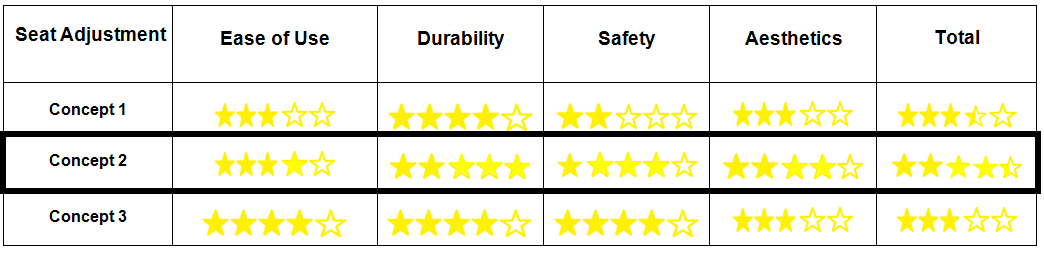 Seat Adjustment Ease of Use Durability Safety Aesthetics Total
Concept 1
Concept 2
Concept 3